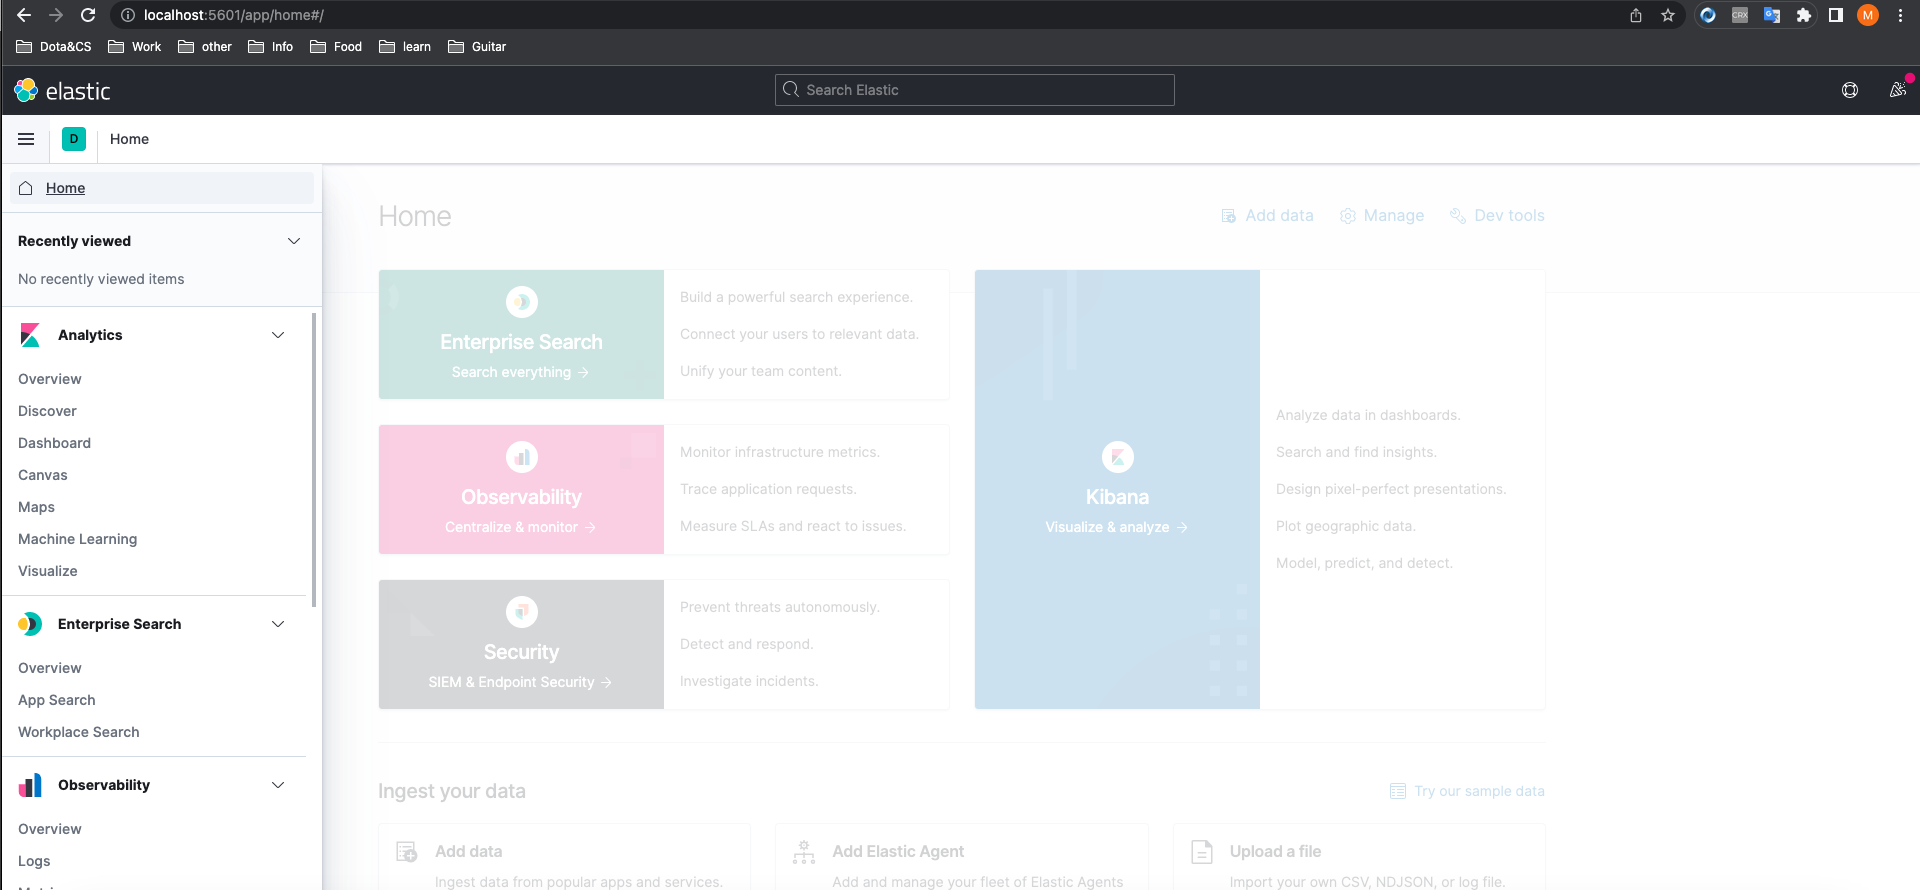 localhost:5601/app/home#/
CRX
G
M
Dota&CS
Work
other
Info
Food
learn
Guitar
elastic
Search Elastic
D
Home
Home
Recently viewed
No recently viewed items
Analytics
Overview
Discover
Dashboard
Canvas
Maps
Machine Learning
Visualize
Enterprise Search
Overview
App Search
Workplace Search
Observability
Overview
Logs
Home
Add data
Manage
Dev tools
Enterprise Search
Search everything →
Build a powerful search experience.
Connect your users to relevant data.
Unify your team content.
Observability
Centralize & monitor →
Monitor infrastructure metrics.
Trace application requests.
Measure SLAs and react to issues.
Security
SIEM & Endpoint Security →
Prevent threats autonomously.
Detect and respond.
Investigate incidents.
Kibana
Visualize & analyze →
Analyze data in dashboards.
Search and find insights.
Design pixel-perfect presentations.
Plot geographic data.
Model, predict, and detect.
Ingest your data
Try our sample data
Add data
Ingest data from popular apps and services.
Add Elastic Agent
Add and manage your fleet of Elastic Agents
Upload a file
Import your own CSV, NDJSON, or log file.